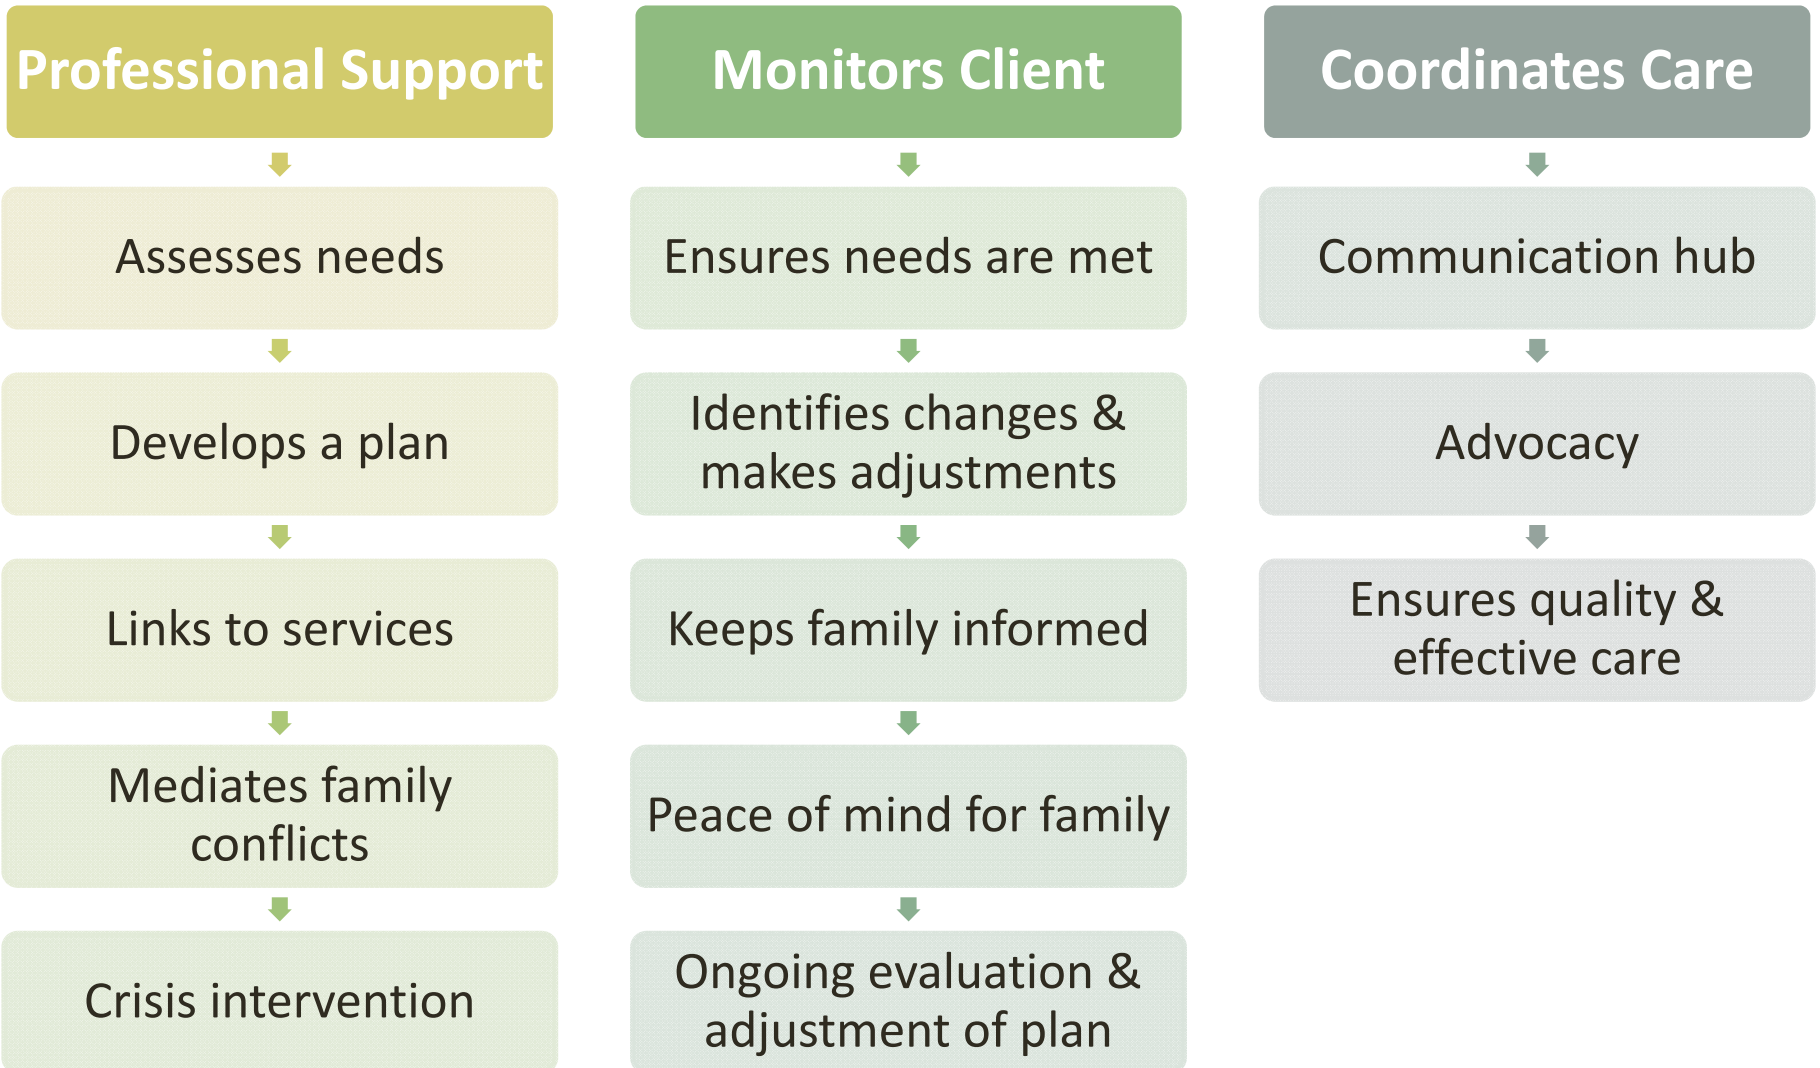 Professional Support
Assesses needs
Develops a plan
Links to services
Mediates family
conflicts
Crisis intervention
Monitors Client
Ensures needs are met
Identifies changes &
makes adjustments
Keeps family informed
Peace of mind for family
Ongoing evaluation &
adjustment of plan
Coordinates Care
Communication hub
Advocacy
Ensures quality &
effective care